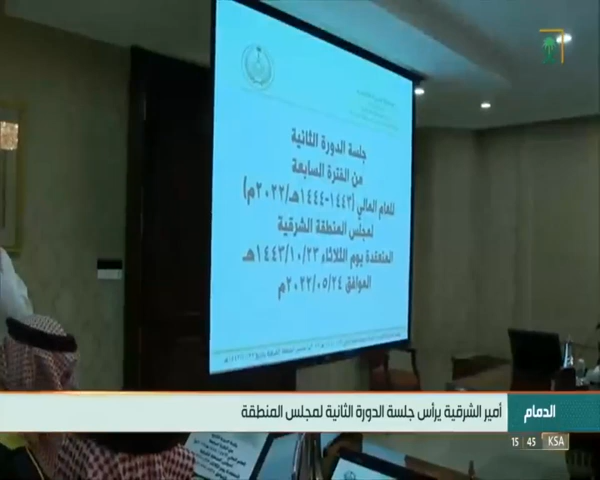 جلسة الدورة الثانية
من الفترة السابعة
للعام المالي (١٤٤٣-١٤٤٤هـ/٢٠٢٢م)
لمجلس المنطقة الشرقية
المنعقدة يوم الثلاثاء ١٤٤٣/١٠/٢٣هـ
الموافق ٢٠٢٢/٠٥/٢٤م
الدمام
أمير الشرقية يرأس جلسة الدورة الثانية لمجلس المنطقة
15 45 KSA